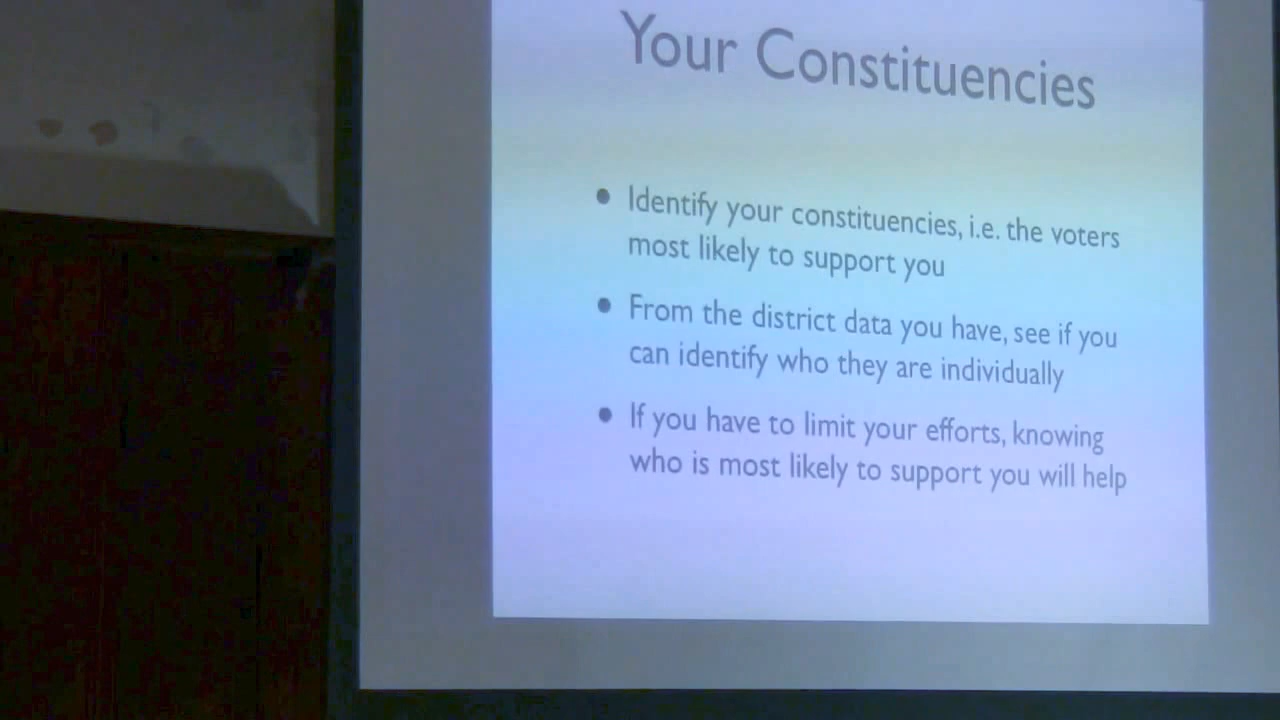 Your Constituencies
• Identify your constituencies, i.e. the voters
most likely to support you
• From the district data you have, see if you
can identify who they are individually
• If you have to limit your efforts, knowing
who is most likely to support you will help